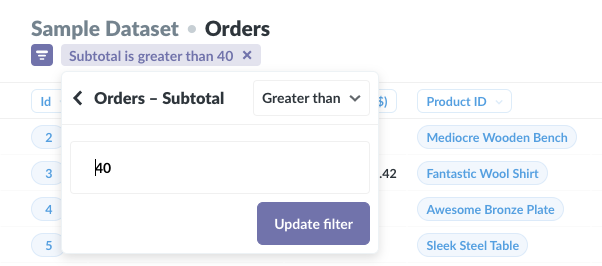 Sample Dataset • Orders
Subtotal is greater than 40 ×
Orders – Subtotal Greater than
Id $) Product ID
40
2 Mediocre Wooden Bench
3 .42 Fantastic Wool Shirt
4 Awesome Bronze Plate
Update filter
5 Sleek Steel Table